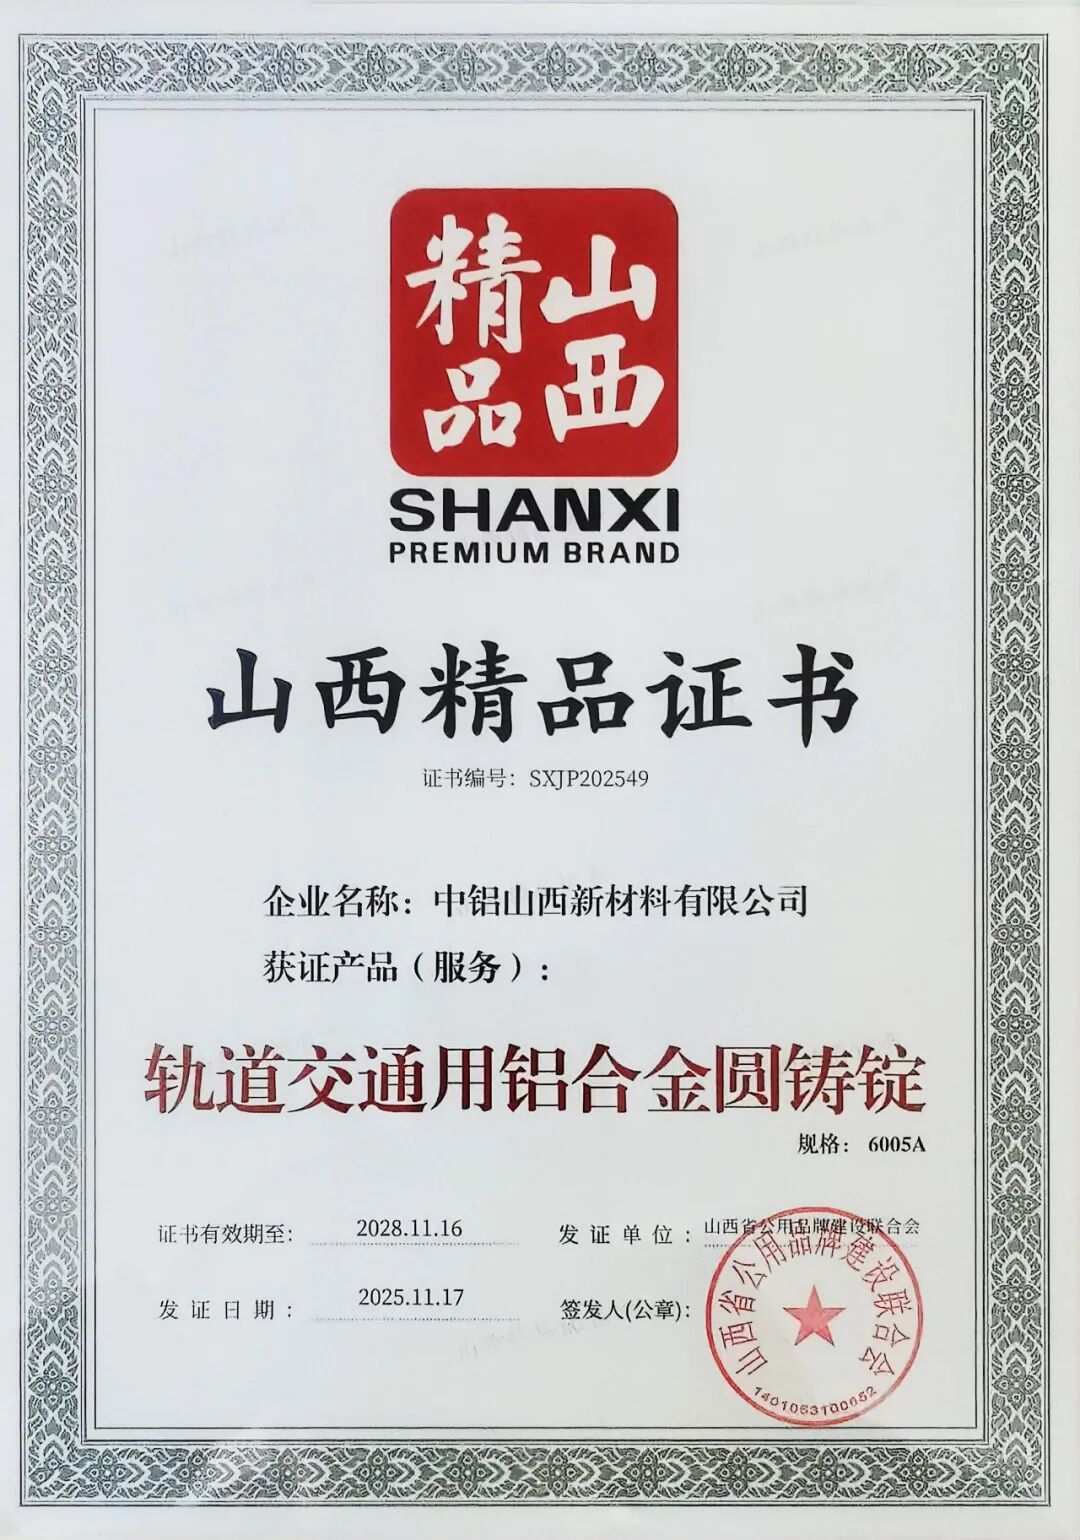 山西
精品
SHANXI
PREMIUM BRAND
山西精品证书
证书编号：SXJP202549
企业名称：中铝山西新材料有限公司
获证产品（服务）：
轨道交通用铝合金圆铸锭
规格： 6005A
证书有效期至： 2028.11.16
发证单位：山西省公用品牌建设联合会
发证日期： 2025.11.17
签发人(公章)：
山西省公用品牌建设联合会
1401063100652